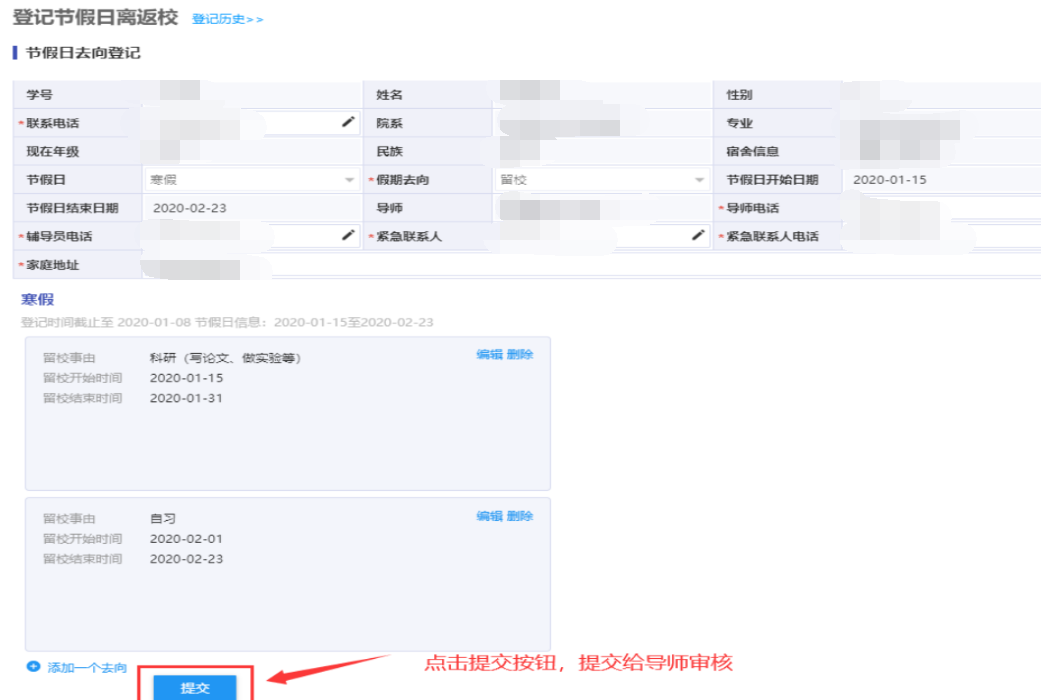 登记节假日离返校 登记历史>>
节假日去向登记
学号 姓名 性别
*联系电话 院系 专业
现在年级 民族 宿舍信息
节假日 寒假 *假期去向 留校 节假日开始日期 2020-01-15
节假日结束日期 2020-02-23 导师 *导师电话
*辅导员电话 *紧急联系人 *紧急联系人电话
*家庭地址
寒假
登记时间截止至 2020-01-08 节假日信息：2020-01-15至2020-02-23
留校事由 科研（写论文、做实验等） 编辑 删除
留校开始时间 2020-01-15
留校结束时间 2020-01-31
留校事由 自习 编辑 删除
留校开始时间 2020-02-01
留校结束时间 2020-02-23
添加一个去向 点击提交按钮，提交给导师审核
提交